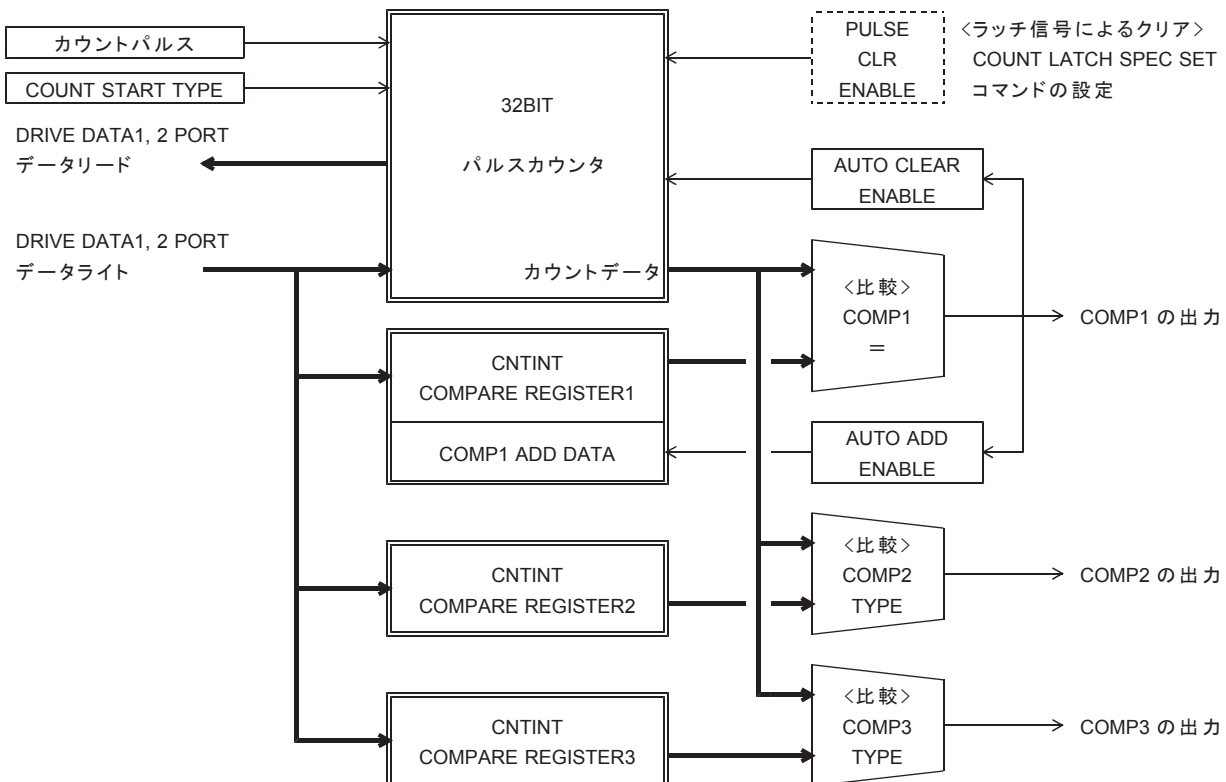 カウントパルス
COUNT START TYPE
DRIVE DATA1, 2 PORT
データリード
DRIVE DATA1, 2 PORT
データライト
32BIT
パルスカウンタ
カウントデータ
PULSE
CLR
ENABLE
<ラッチ信号によるクリア>
COUNT LATCH SPEC SET
コマンドの設定
AUTO CLEAR
ENABLE
<比較>
COMP1
=
COMP1 の出力
CNTINT
COMPARE REGISTER1
COMP1 ADD DATA
AUTO ADD
ENABLE
CNTINT
COMPARE REGISTER2
<比較>
COMP2
TYPE
COMP2 の出力
CNTINT
COMPARE REGISTER3
<比較>
COMP3
TYPE
COMP3 の出力